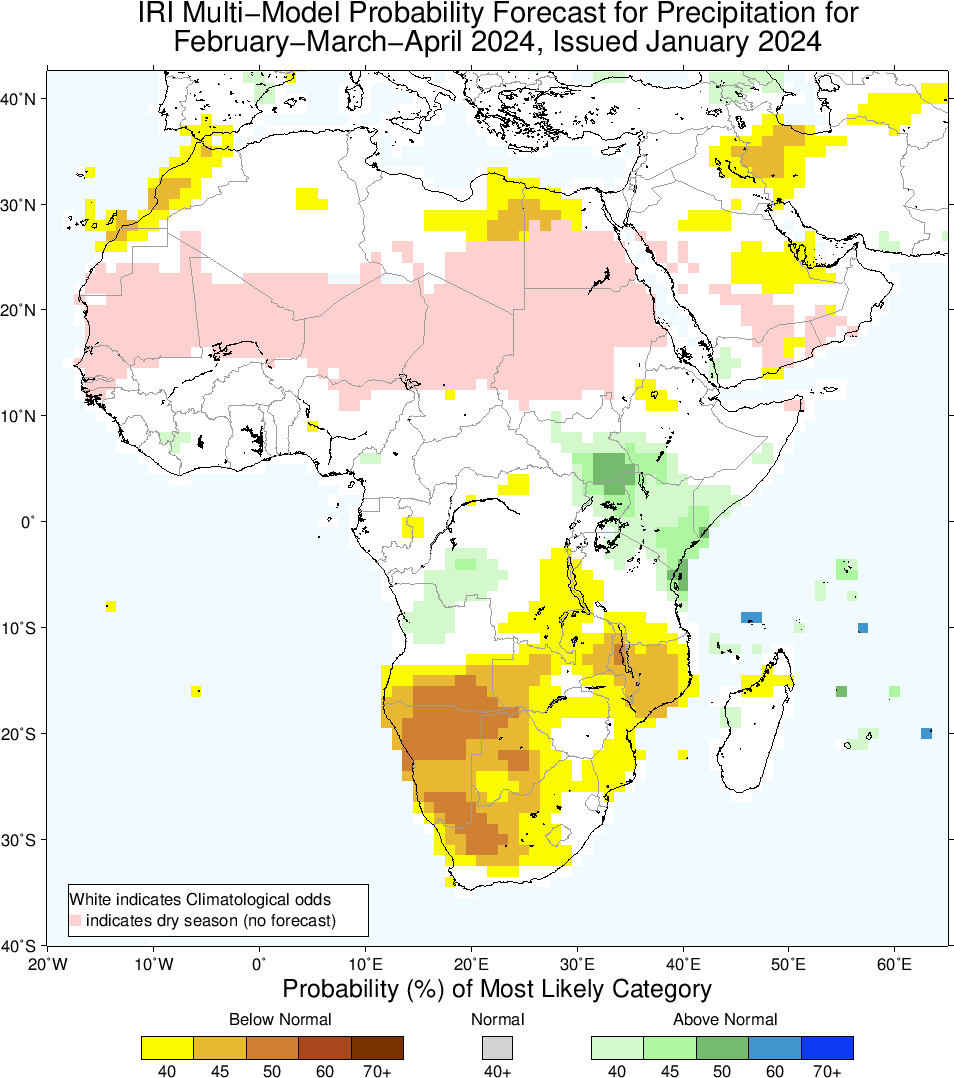 IRI Multi−Model Probability Forecast for Precipitation for
February−March−April 2024, Issued January 2024
40˚N
30˚N
20˚N
10˚N
0˚
10˚S
20˚S
30˚S
40˚S
White indicates Climatological odds
indicates dry season (no forecast)
20˚W 10˚W 0˚ 10˚E 20˚E 30˚E 40˚E 50˚E 60˚E
Probability (%) of Most Likely Category
Below Normal Normal Above Normal
40 45 50 60 70+ 40+ 40 45 50 60 70+